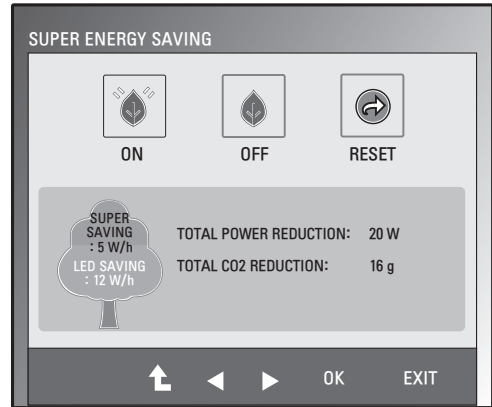 SUPER ENERGY SAVING
ON OFF RESET
SUPER
SAVING
: 5 W/h
LED SAVING
: 12 W/h
TOTAL POWER REDUCTION: 20 W
TOTAL CO2 REDUCTION: 16 g
OK EXIT